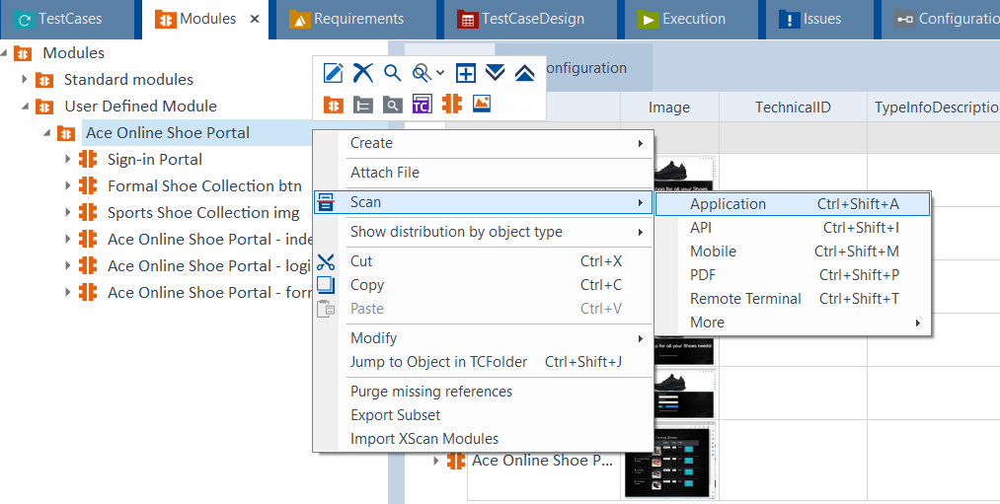 TestCases
Modules ×
Requirements
TestCaseDesign
Execution
Issues
Modules
Standard modules
User Defined Module
Ace Online Shoe Portal
Sign-in Portal
Formal Shoe Collection btn
Sports Shoe Collection img
Ace Online Shoe Portal - inde
Ace Online Shoe Portal - logi
Ace Online Shoe Portal - for
TC
Create
Attach File
Scan
Show distribution by object type
Cut Ctrl+X
Copy Ctrl+C
Paste Ctrl+V
Modify
Jump to Object in TCFolder Ctrl+Shift+J
Purge missing references
Export Subset
Import XScan Modules
Application Ctrl+Shift+A
API Ctrl+Shift+I
Mobile Ctrl+Shift+M
PDF Ctrl+Shift+P
Remote Terminal Ctrl+Shift+T
More
onfiguration
Configuratio
Image
TechnicalID
TypeInfoDescriptio
Ace Online Shoe P...